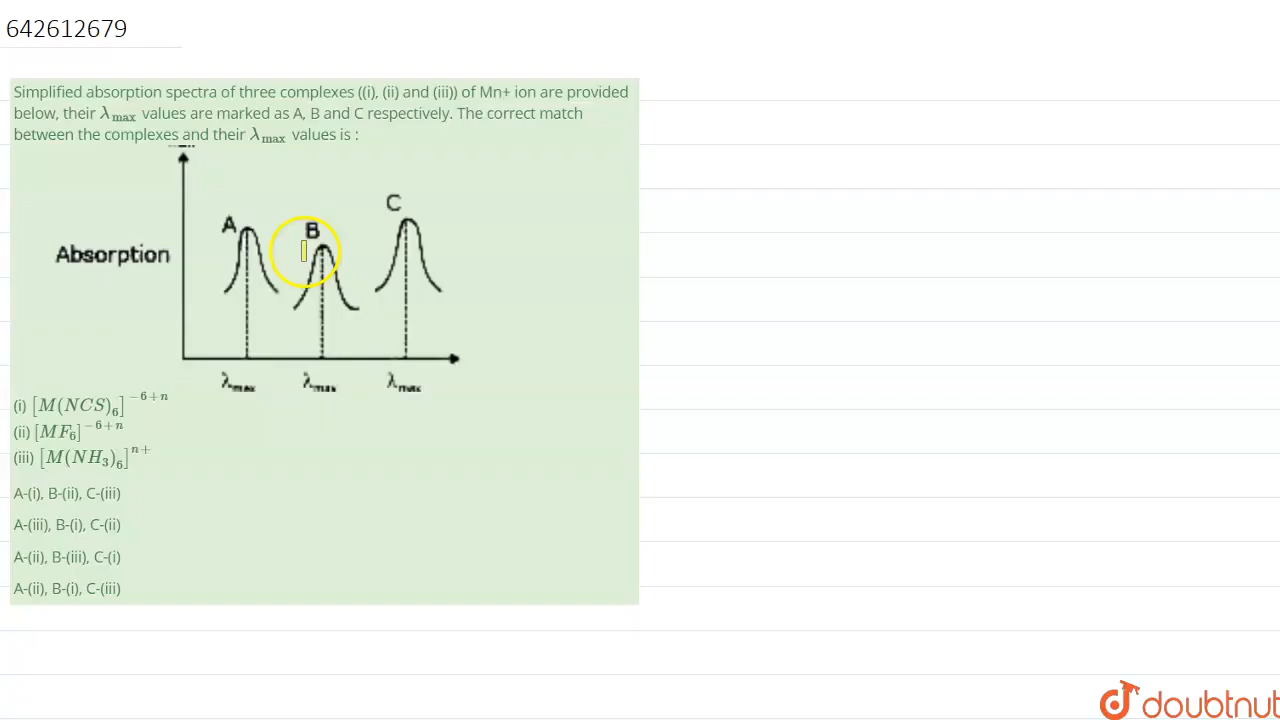 642612679
Simplified absorption spectra of three complexes ((i), (ii) and (iii)) of Mn+ ion are provided
below, their λmax values are marked as A, B and C respectively. The correct match
between the complexes and their λmax values is :
A
B
C
Absorption
λmax λmax λmax
(i) [M(NCS)₆]⁻⁶⁺ⁿ
(ii) [MF₆]⁻⁶⁺ⁿ
(iii) [M(NH₃)₆]ⁿ⁺
A-(i), B-(ii), C-(iii)
A-(iii), B-(i), C-(ii)
A-(ii), B-(iii), C-(i)
A-(ii), B-(i), C-(iii)
doubtnut